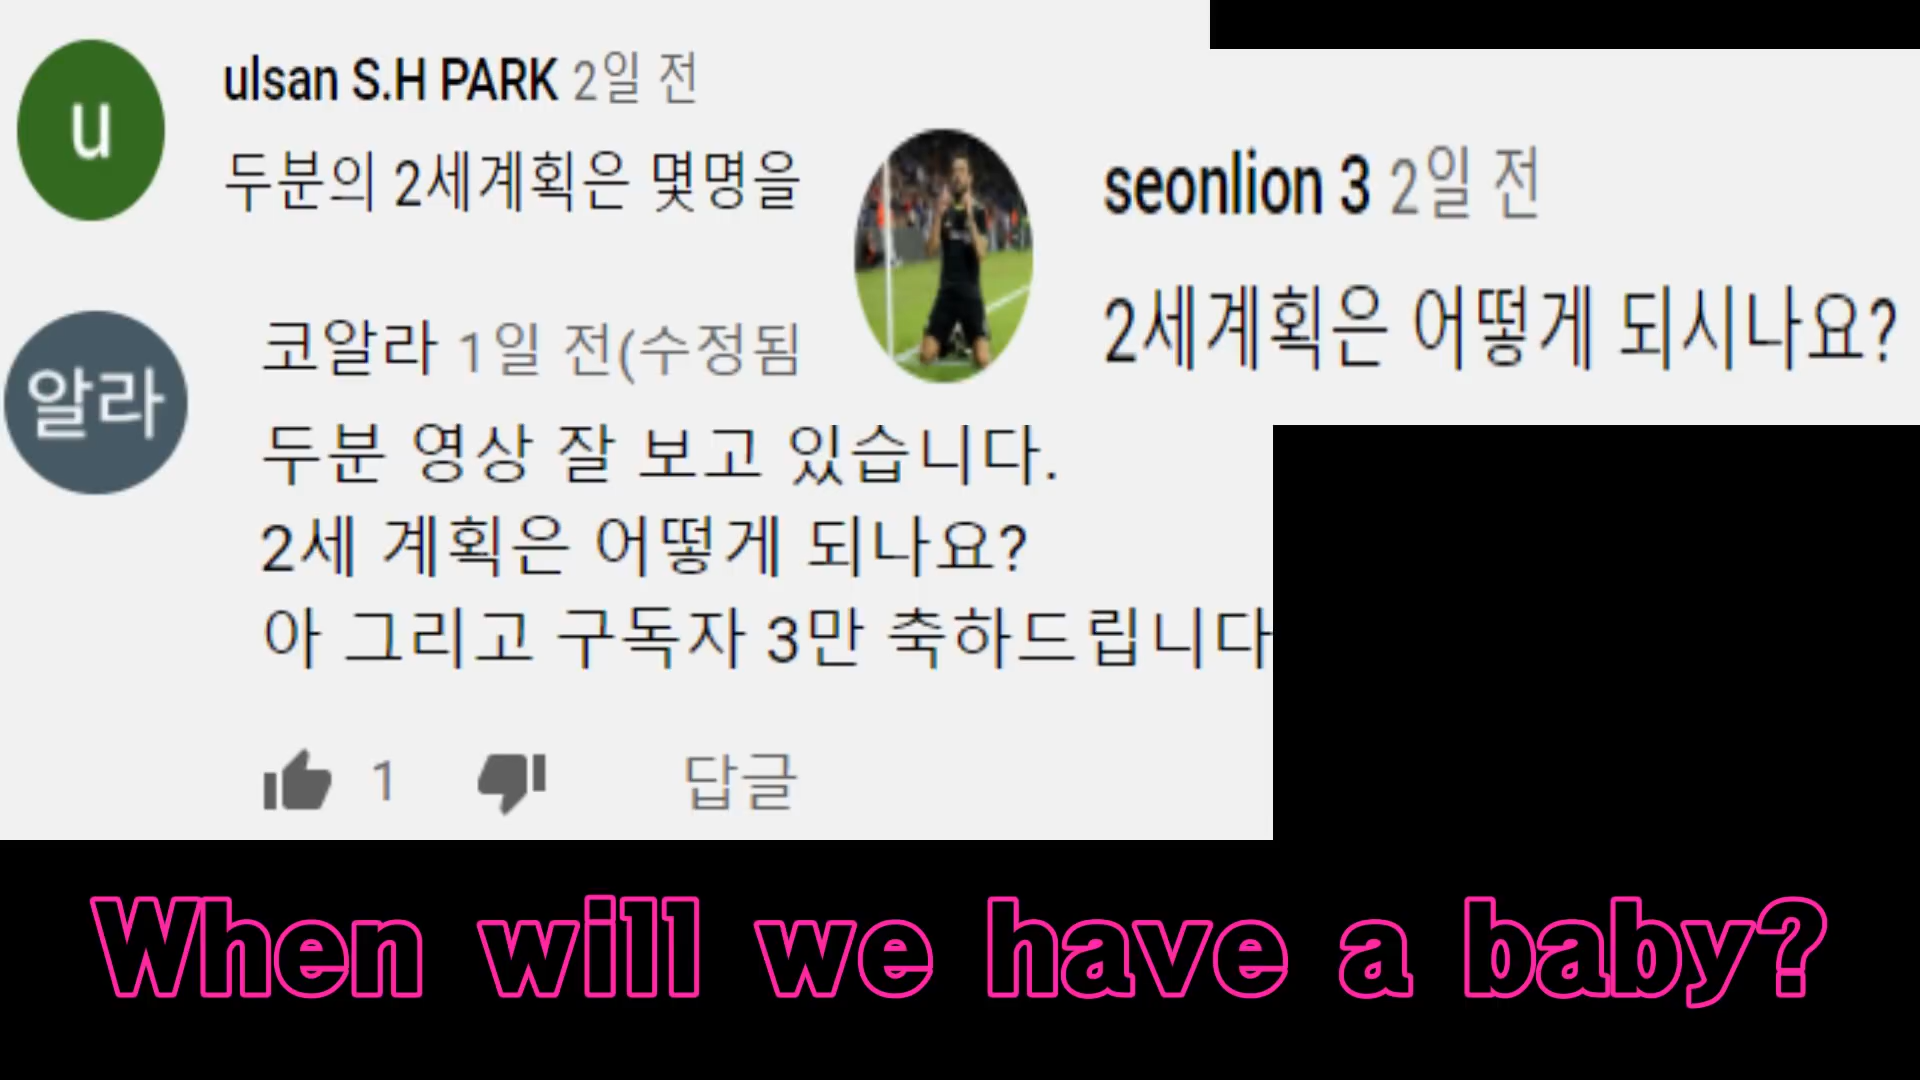 u
ulsan S.H PARK 2일 전
두분의 2세계획은 몇명을
seonlion 3 2일 전
2세계획은 어떻게 되시나요?
알라
코알라 1일 전(수정됨
두분 영상 잘 보고 있습니다.
2세 계획은 어떻게 되나요?
아 그리고 구독자 3만 축하드립니다
1 답글
When will we have a baby?